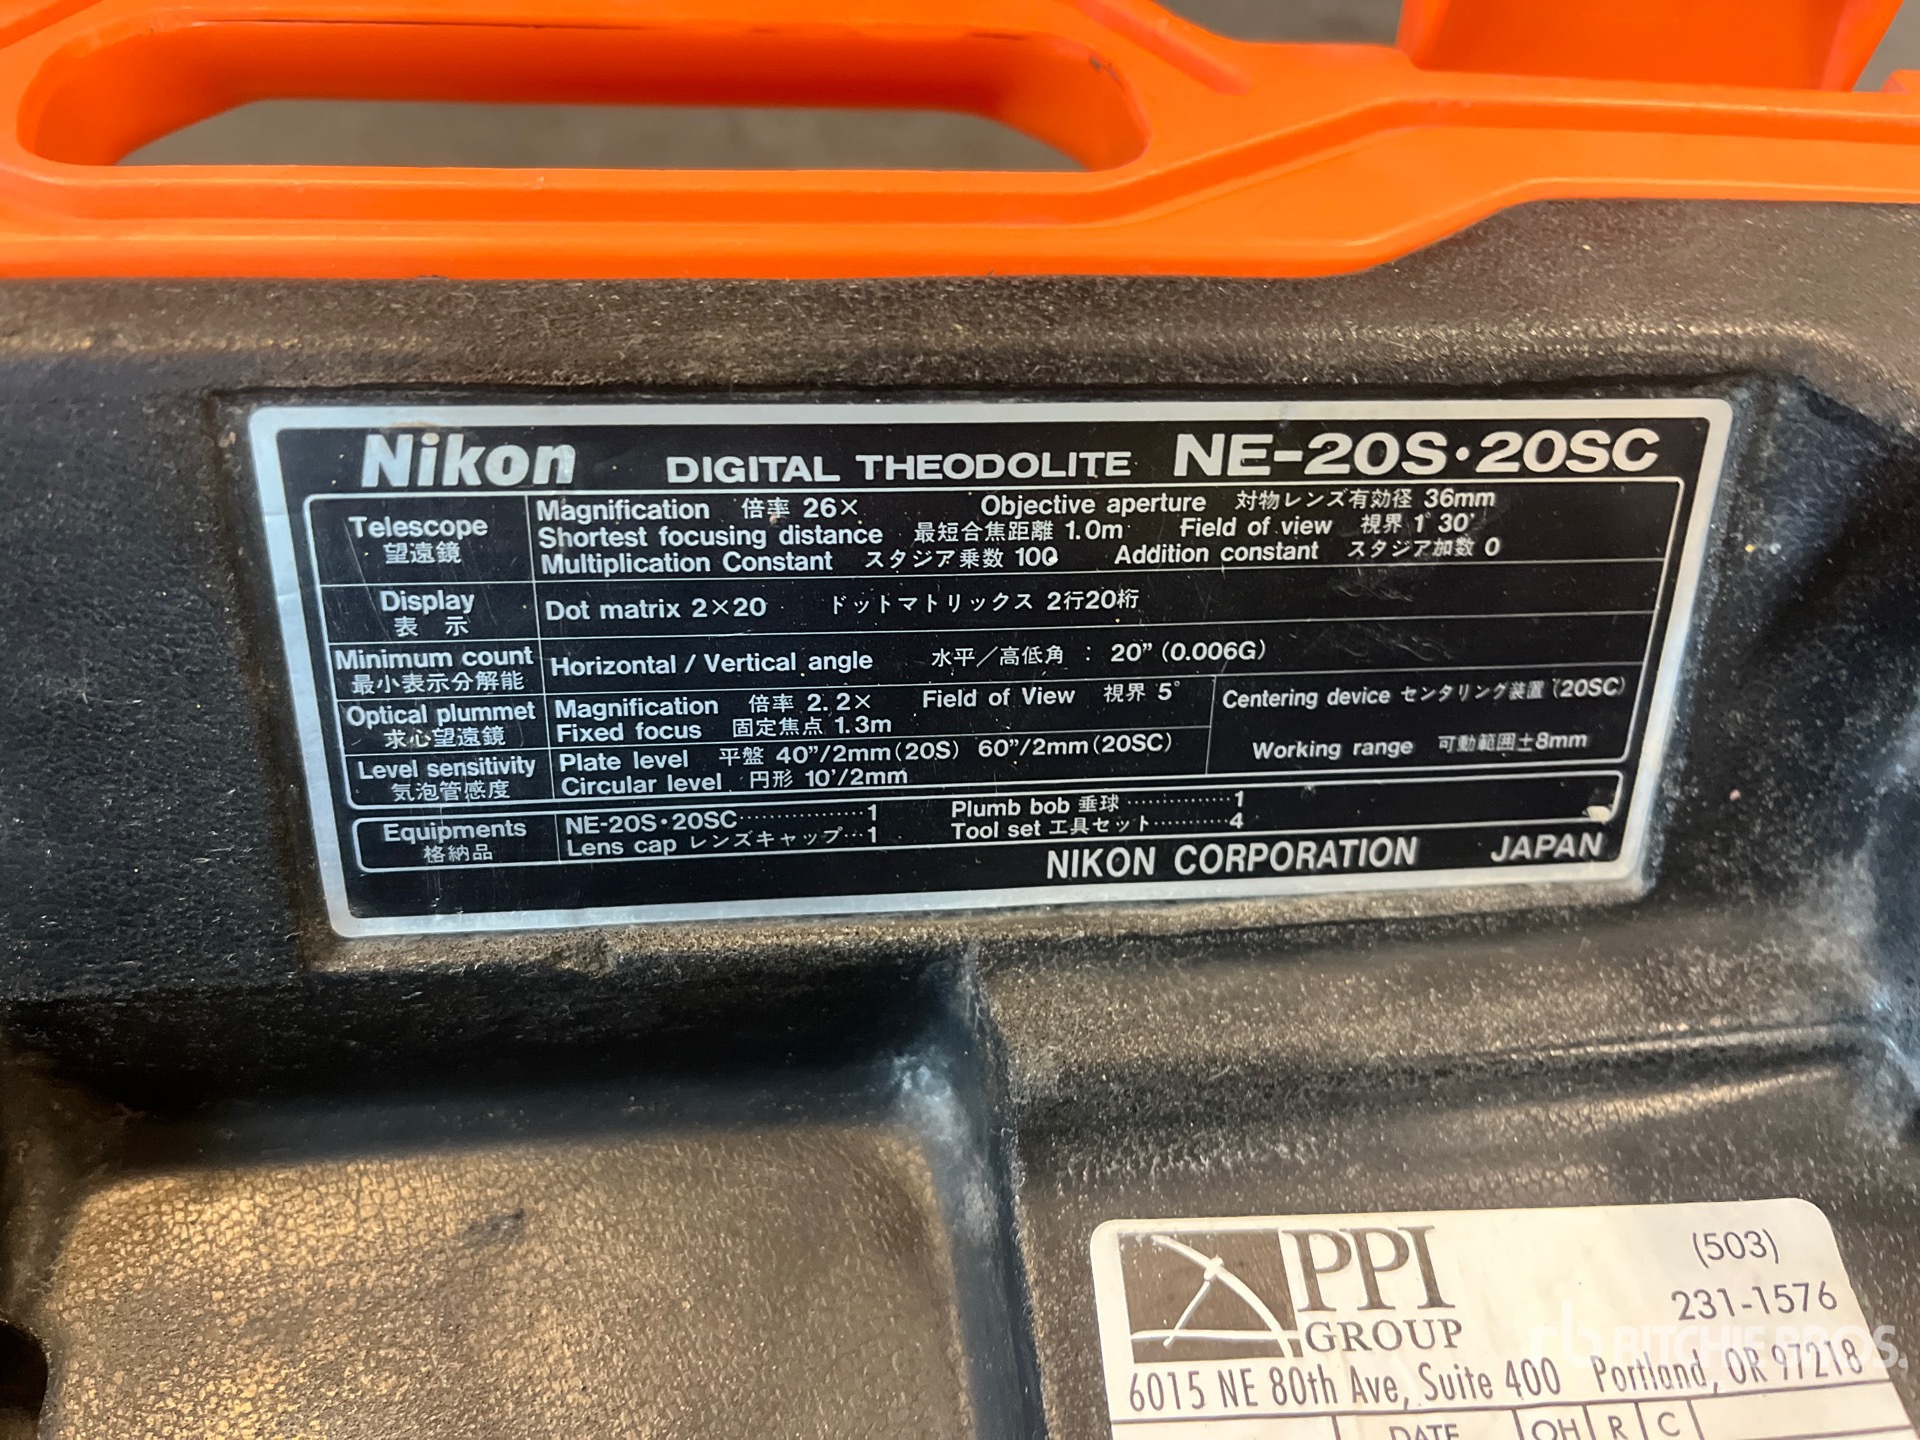 Nikon DIGITAL THEODOLITE NE-20S·20SC
Telescope
望遠鏡
Magnification 倍率 26× Objective aperture 対物レンズ有効径 36mm
Shortest focusing distance 最短合焦距離 1.0m Field of view 視界 1°30'
Multiplication Constant スタジア乗数 100 Addition constant スタジア加数 0
Display
表 示
Dot matrix 2×20 ドットマトリックス 2行20桁
Minimum count
最小表示分解能
Horizontal / Vertical angle 水平/高低角 : 20" (0.006G)
Optical plummet
求心望遠鏡
Magnification 倍率 2.2× Field of View 視界 5°
Fixed focus 固定焦点 1.3m
Centering device センタリング装置 (20SC)
Working range 可動範囲±8mm
Level sensitivity
気泡管感度
Plate level 平盤 40"/2mm (20S) 60"/2mm (20SC)
Circular level 円形 10'/2mm
Equipments
格納品
NE-20S·20SC················1 Plumb bob 垂球···············1
Lens cap レンズキャップ···1 Tool set 工具セット···········4
NIKON CORPORATION JAPAN
PPI
GROUP
(503)
231-1576
6015 NE 80th Ave, Suite 400 Portland, OR 97218
DATE OH R C
rb RITCHIE BROS.